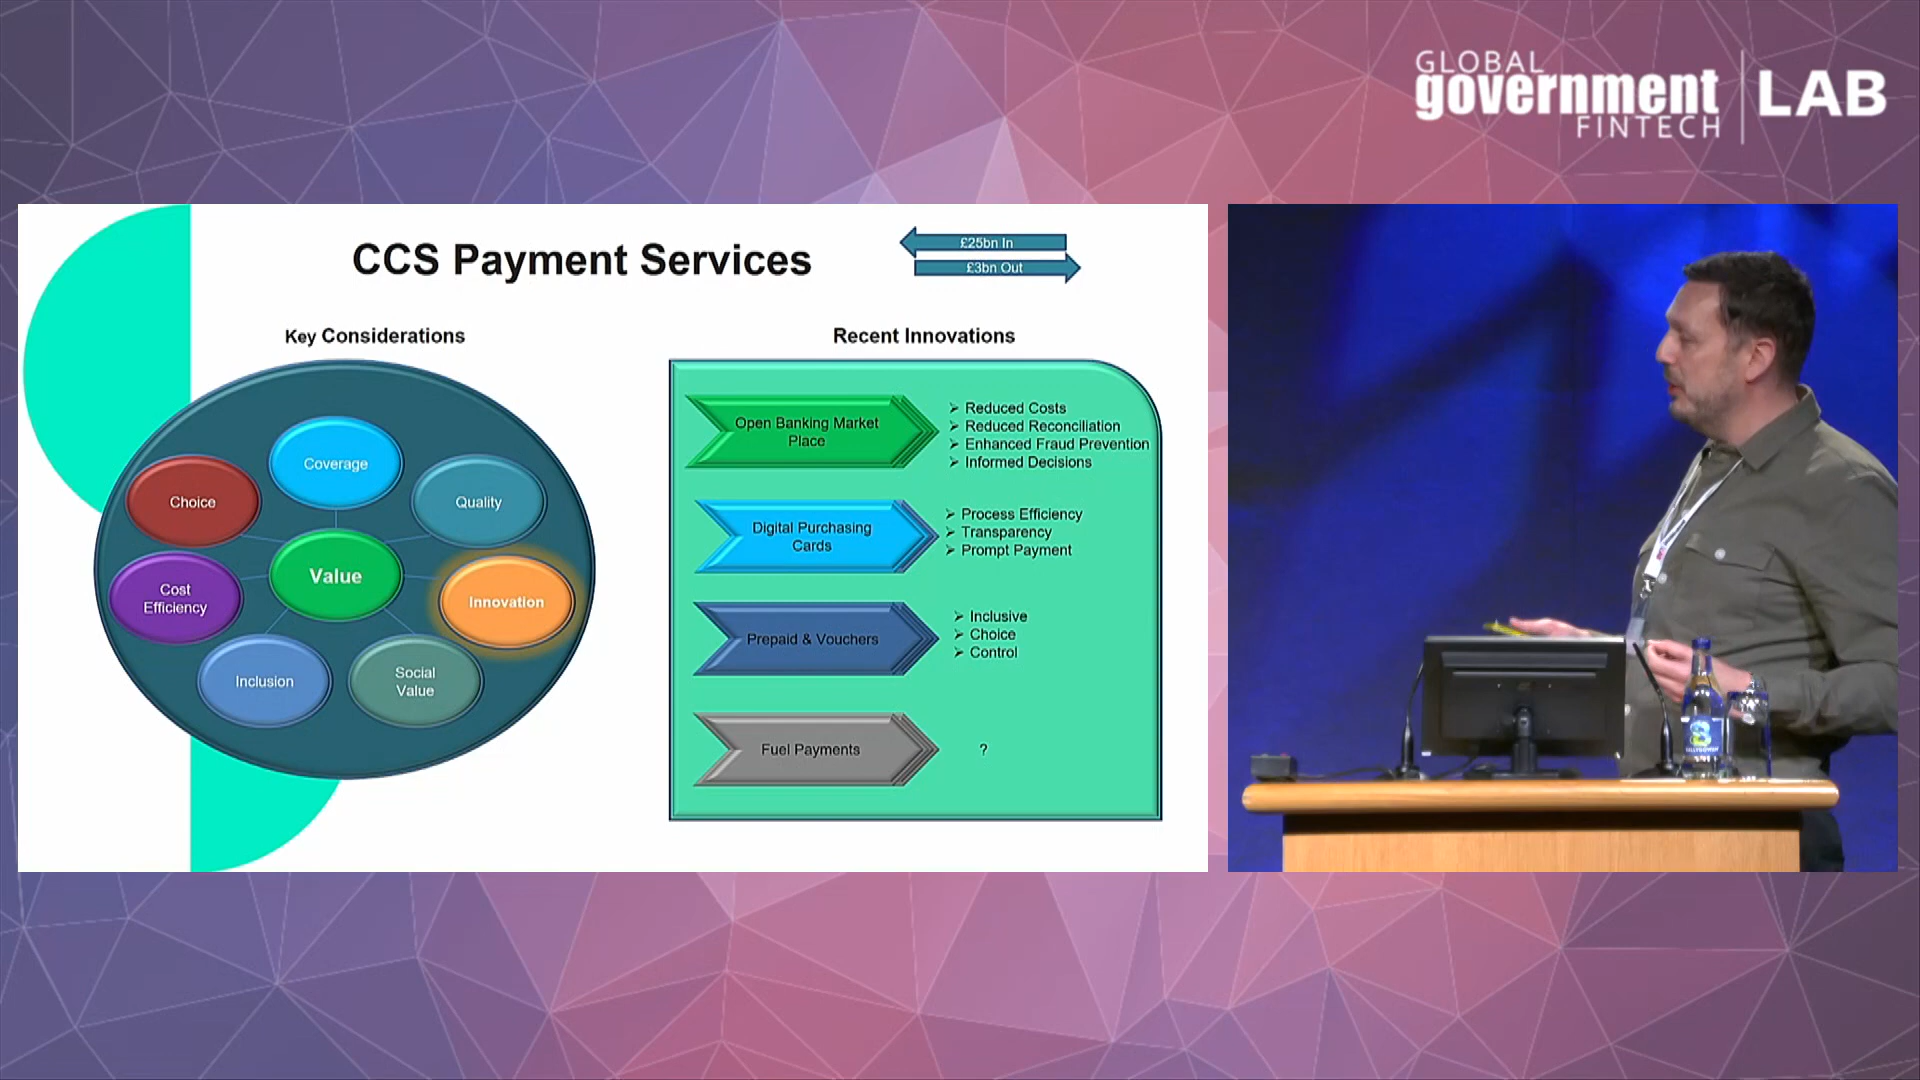 GLOBAL
government
FINTECH
LAB
CCS Payment Services
£25bn In
£3bn Out
Key Considerations
Coverage
Choice
Quality
Value
Cost
Efficiency
Innovation
Inclusion
Social
Value
Recent Innovations
Open Banking Market
Place
➢ Reduced Costs
➢ Reduced Reconciliation
➢ Enhanced Fraud Prevention
➢ Informed Decisions
Digital Purchasing
Cards
➢ Process Efficiency
➢ Transparency
➢ Prompt Payment
Prepaid & Vouchers
➢ Inclusive
➢ Choice
➢ Control
Fuel Payments
?